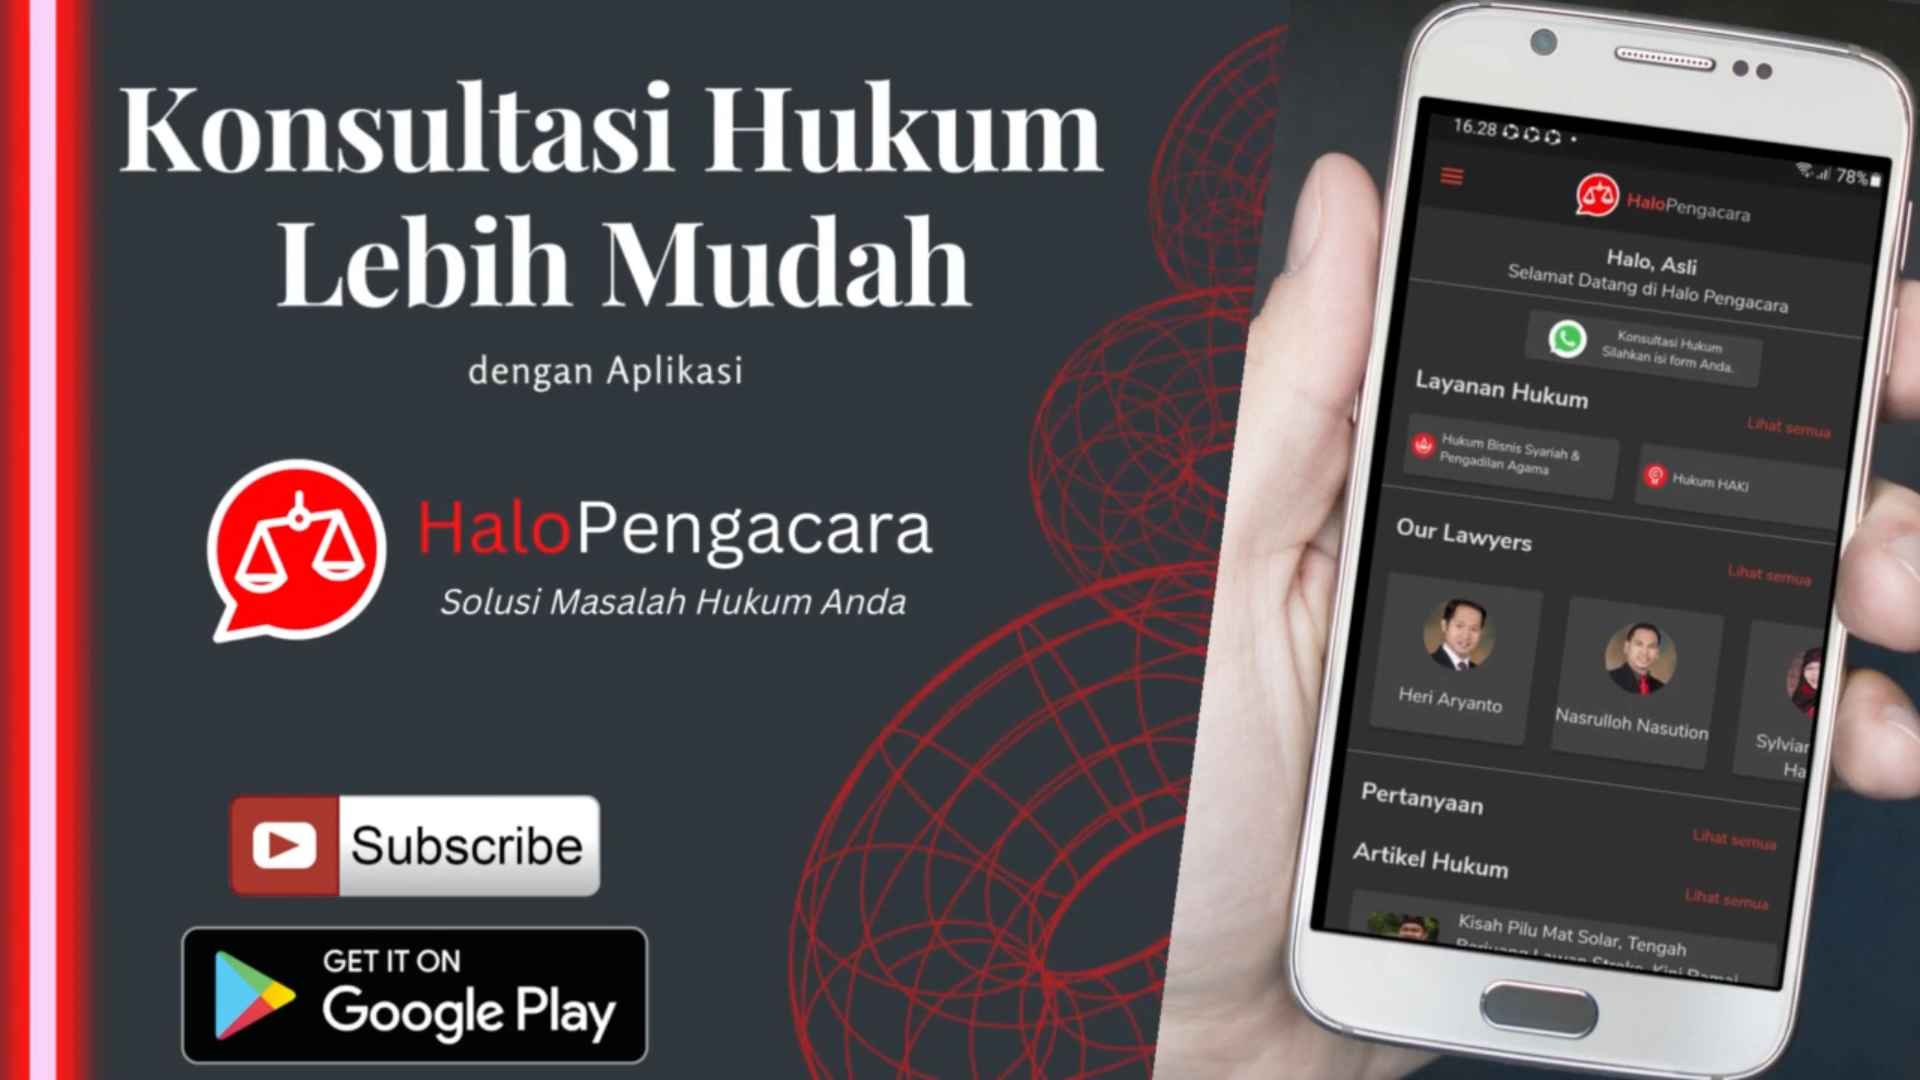 Konsultasi Hukum
Lebih Mudah
dengan Aplikasi
HaloPengacara
Solusi Masalah Hukum Anda
Subscribe
GET IT ON
Google Play
16.28
78%
HaloPengacara
Halo, Asli
Selamat Datang di Halo Pengacara
Konsultasi Hukum
Silahkan isi form Anda.
Layanan Hukum
Lihat semua
Hukum Bisnis Syariah &
Pengadilan Agama
Hukum HAKI
Our Lawyers
Lihat semua
Heri Aryanto
Nasrulloh Nasution
Pertanyaan
Lihat semua
Artikel Hukum
Lihat semua
Kisah Pilu Mat Solar, Tengah